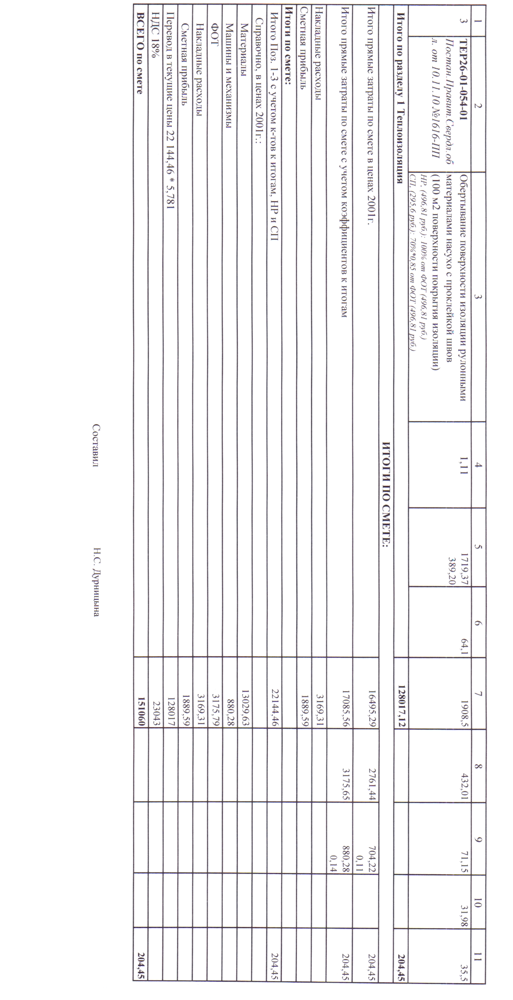 1 2 3 4 5 6 7 8 9 10 11
3 ТЕР26-01-054-01 Обертывание поверхности изоляции рулонными 1,11 1719,37 64,1 1908,5 432,01 71,15 31,98 35,5
Постан.Правит.Свердл.об материалами насухо с проклейкой швов 389,20
л. от 10.11.10 №1616-ПП (100 м2 поверхности покрытия изоляции)
НР, (496,81 руб.): 100% от ФОТ (496,81 руб.)
СП, (295,6 руб.): 70%*0,85 от ФОТ (496,81 руб.)
Итого по разделу 1 Теплоизоляция 128017,12 204,45
ИТОГИ ПО СМЕТЕ:
Итого прямые затраты по смете в ценах 2001г. 16495,29 2761,44 704,22 204,45
0,11
Итого прямые затраты по смете с учетом коэффициентов к итогам 17085,56 3175,65 880,28 204,45
0,14
Накладные расходы 3169,31
Сметная прибыль 1889,59
Итоги по смете:
Итого Поз. 1-3 с учетом к-тов к итогам, НР и СП 22144,46 204,45
Справочно, в ценах 2001г.:
Материалы 13029,63
Машины и механизмы 880,28
ФОТ 3175,79
Накладные расходы 3169,31
Сметная прибыль 1889,59
Перевод в текущие цены 22 144,46 * 5,781 128017
НДС 18% 23043
ВСЕГО по смете 151060 204,45
Составил Н.С. Дурницына